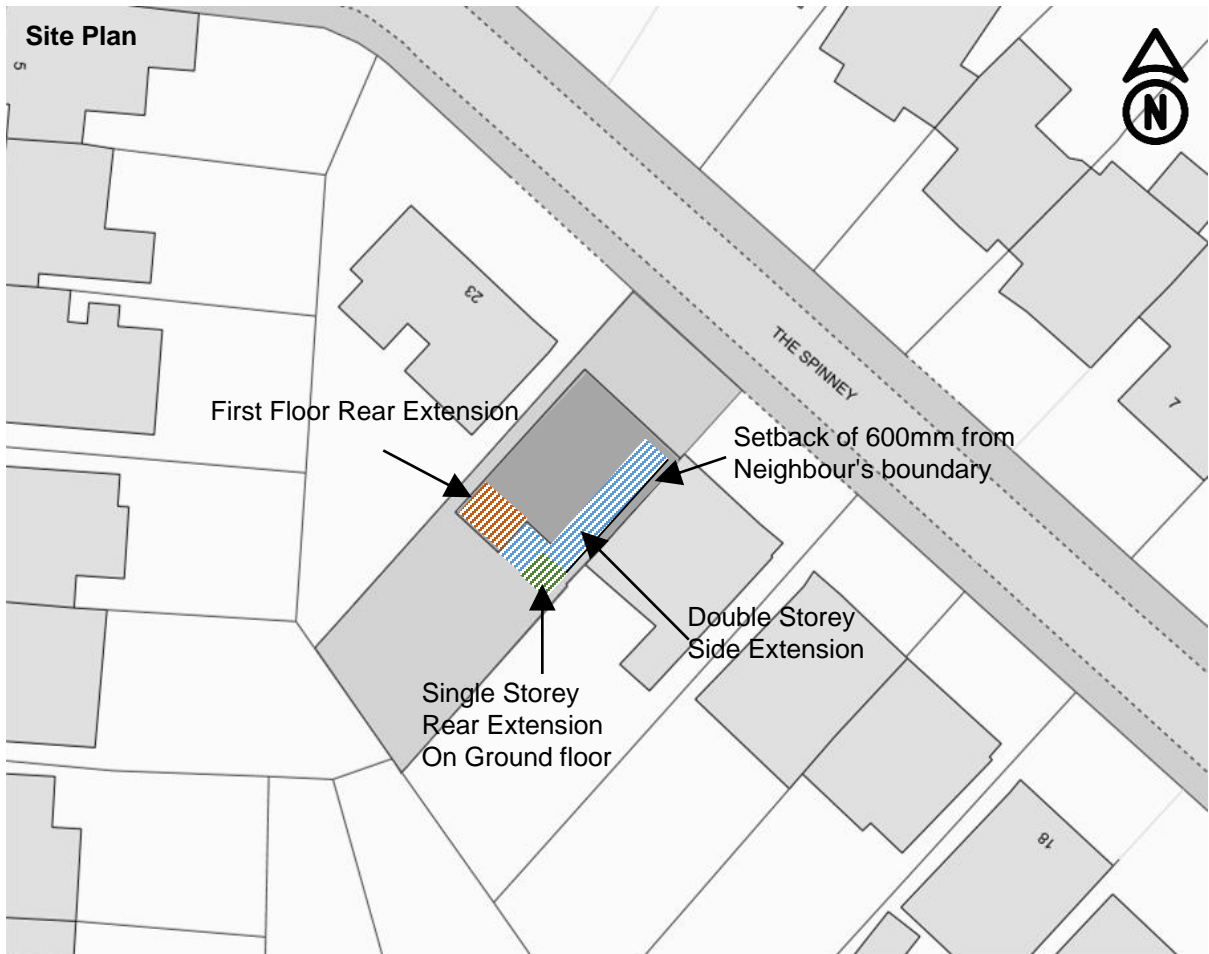 Site Plan
N
5
23
THE SPINNEY
First Floor Rear Extension
Setback of 600mm from
Neighbour's boundary
7
Double Storey
Side Extension
Single Storey
Rear Extension
On Ground floor
18